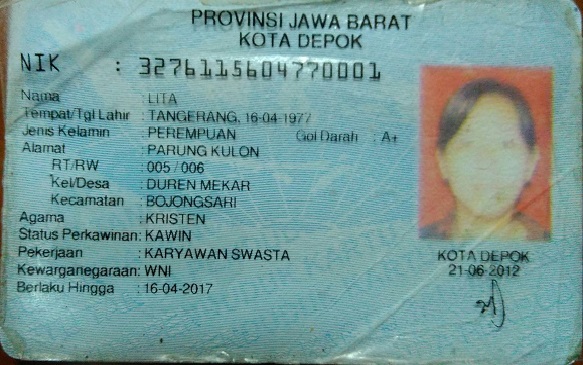 PROVINSI JAWA BARAT
KOTA DEPOK
NIK : 3276115604770001
Nama : LITA
Tempat/Tgl Lahir : TANGERANG, 16-04-1977
Jenis Kelamin : PEREMPUAN Gol Darah : A+
Alamat : PARUNG KULON
RT/RW : 005 / 006
Kel/Desa : DUREN MEKAR
Kecamatan : BOJONGSARI
Agama : KRISTEN
Status Perkawinan: KAWIN
Pekerjaan : KARYAWAN SWASTA
Kewarganegaraan: WNI
Berlaku Hingga : 16-04-2017
KOTA DEPOK
21-06-2012